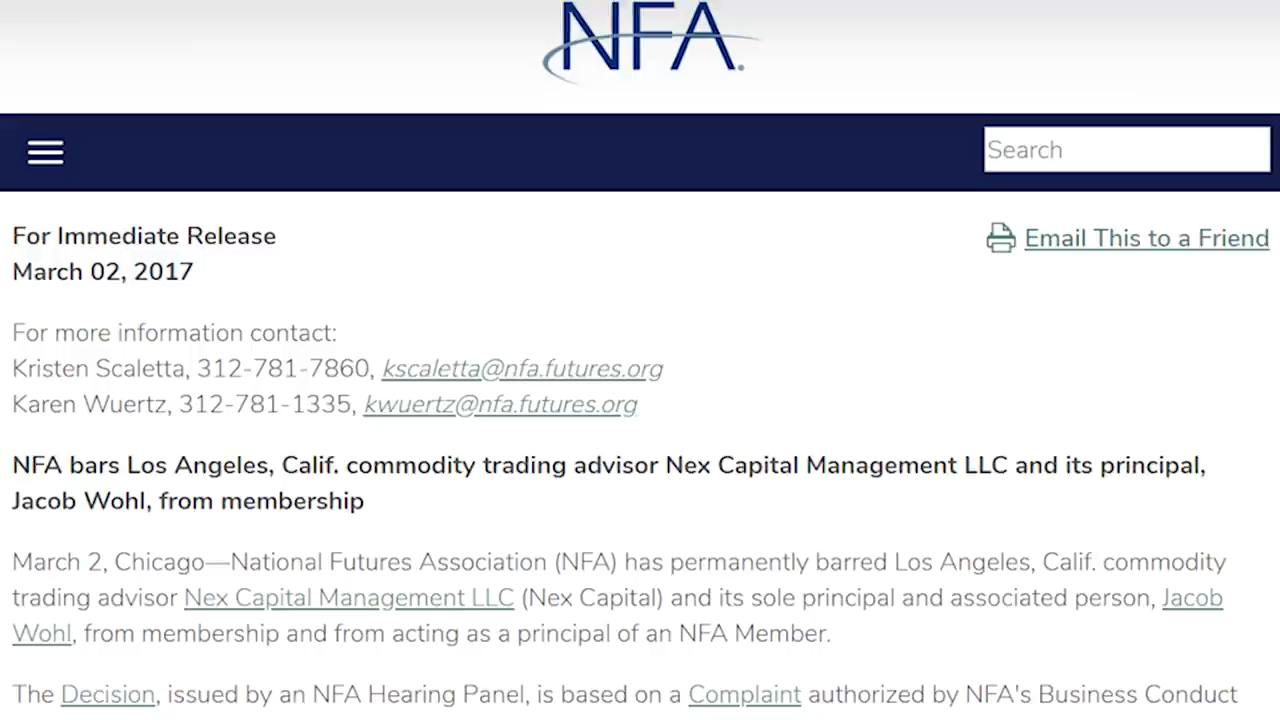 NFA.
Search
For Immediate Release
Email This to a Friend
March 02, 2017
For more information contact:
Kristen Scaletta, 312-781-7860, kscaletta@nfa.futures.org
Karen Wuertz, 312-781-1335, kwuertz@nfa.futures.org
NFA bars Los Angeles, Calif. commodity trading advisor Nex Capital Management LLC and its principal,
Jacob Wohl, from membership
March 2, Chicago—National Futures Association (NFA) has permanently barred Los Angeles, Calif. commodity
trading advisor Nex Capital Management LLC (Nex Capital) and its sole principal and associated person, Jacob
Wohl, from membership and from acting as a principal of an NFA Member.
The Decision, issued by an NFA Hearing Panel, is based on a Complaint authorized by NFA's Business Conduct